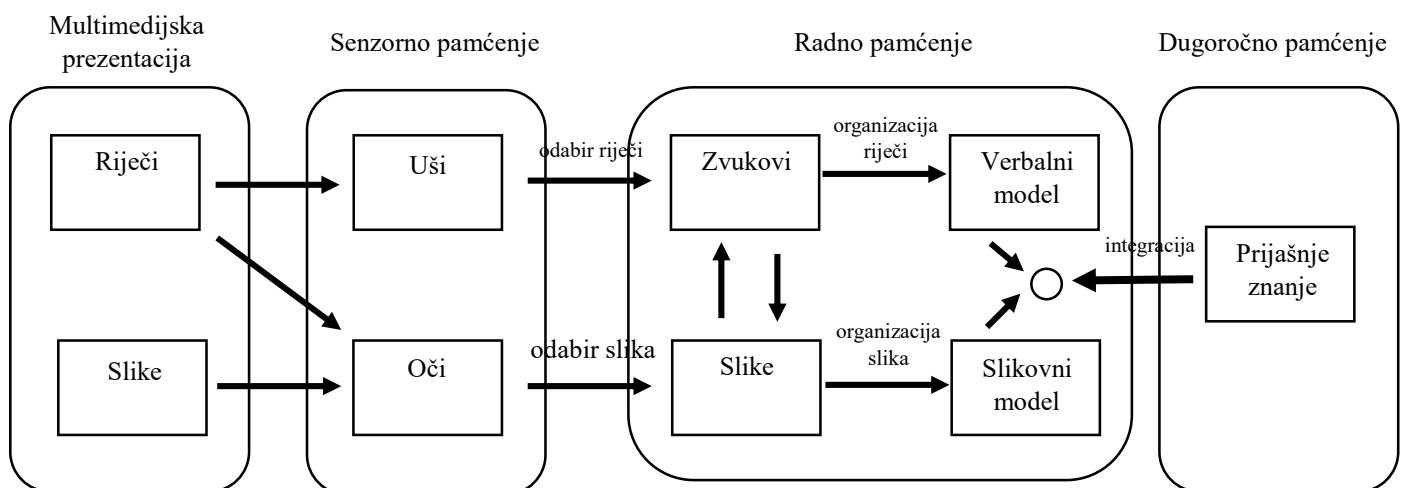 Multimedijska
prezentacija
Senzorno pamćenje
Radno pamćenje
Dugoročno pamćenje
Riječi
Uši
odabir riječi
Zvukovi
organizacija
riječi
Verbalni
model
integracija
Prijašnje
znanje
Slike
Oči
odabir slika
Slike
organizacija
slika
Slikovni
model